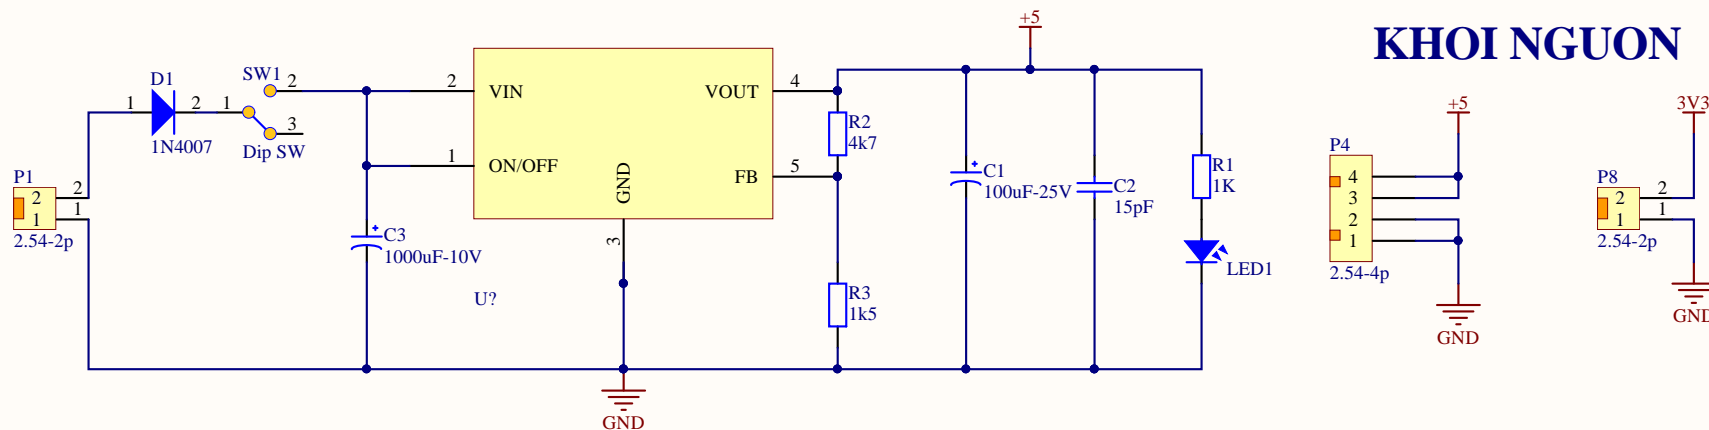 KHOI NGUON
P1
2
1
2
1
2.54-2p
D1
1
2
1N4007
SW1
1
2
3
Dip SW
C3
1000uF-10V
2
VIN
1
ON/OFF
GND
3
VOUT
4
FB
5
U?
GND
R2
4k7
R3
1k5
+5
C1
100uF-25V
C2
15pF
R1
1K
LED1
P4
4
3
2
1
2.54-4p
+5
GND
P8
2
1
2
1
2.54-2p
3V3
GND